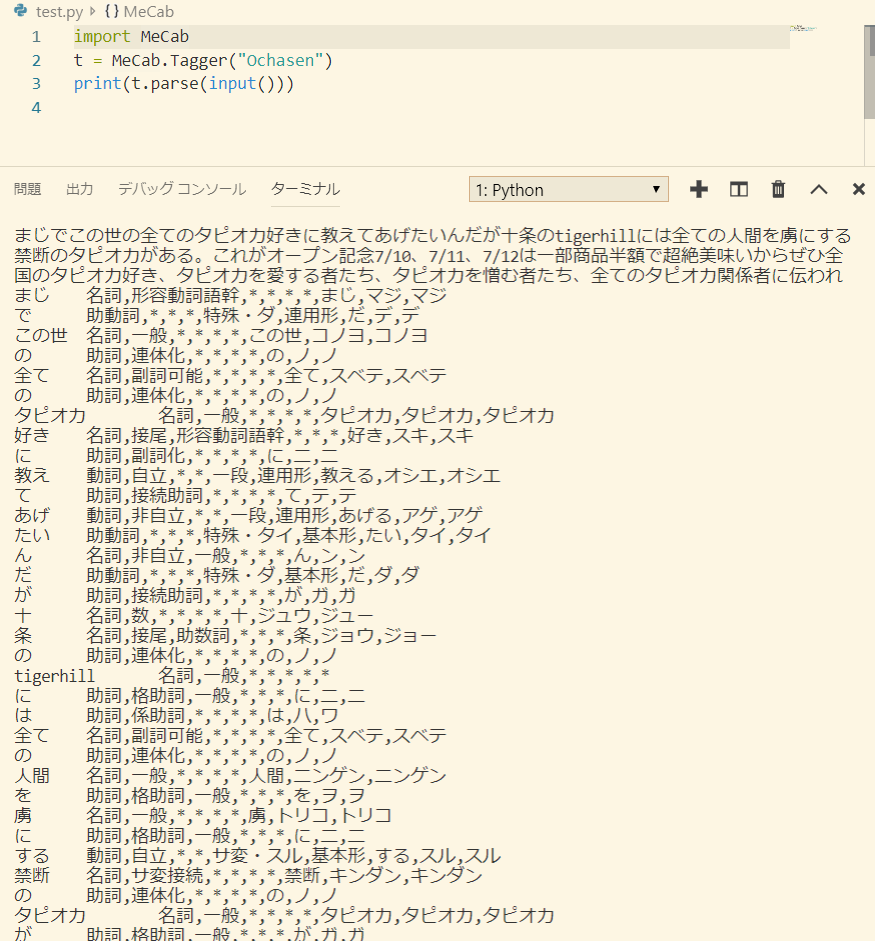 test.py {} MeCab
1 import MeCab
2 t = MeCab.Tagger("Ochasen")
3 print(t.parse(input()))
4
問題 出力 デバッグ コンソール ターミナル 1: Python
まじでこの世の全てのタピオカ好きに教えてあげたいんだが十条のtigerhillには全ての人間を虜にする
禁断のタピオカがある。これがオープン記念7/10、7/11、7/12は一部商品半額で超絶美味いからぜひ全
国のタピオカ好き、タピオカを愛する者たち、タピオカを憎む者たち、全てのタピオカ関係者に伝われ
まじ 名詞,形容動詞語幹,*,*,*,*,まじ,マジ,マジ
で 助動詞,*,*,*,特殊・ダ,連用形,だ,デ,デ
この世 名詞,一般,*,*,*,*,この世,コノヨ,コノヨ
の 助詞,連体化,*,*,*,*,の,ノ,ノ
全て 名詞,副詞可能,*,*,*,*,全て,スベテ,スベテ
の 助詞,連体化,*,*,*,*,の,ノ,ノ
タピオカ 名詞,一般,*,*,*,*,タピオカ,タピオカ,タピオカ
好き 名詞,接尾,形容動詞語幹,*,*,*,好き,スキ,スキ
に 助詞,副詞化,*,*,*,*,に,ニ,ニ
教え 動詞,自立,*,*,一段,連用形,教える,オシエ,オシエ
て 助詞,接続助詞,*,*,*,*,て,テ,テ
あげ 動詞,非自立,*,*,一段,連用形,あげる,アゲ,アゲ
たい 助動詞,*,*,*,特殊・タイ,基本形,たい,タイ,タイ
ん 名詞,非自立,一般,*,*,*,ん,ン,ン
だ 助動詞,*,*,*,特殊・ダ,基本形,だ,ダ,ダ
が 助詞,接続助詞,*,*,*,*,が,ガ,ガ
十 名詞,数,*,*,*,*,十,ジュウ,ジュー
条 名詞,接尾,助数詞,*,*,*,条,ジョウ,ジョー
の 助詞,連体化,*,*,*,*,の,ノ,ノ
tigerhill 名詞,一般,*,*,*,*,*
に 助詞,格助詞,一般,*,*,*,に,ニ,ニ
は 助詞,係助詞,*,*,*,*,は,ハ,ワ
全て 名詞,副詞可能,*,*,*,*,全て,スベテ,スベテ
の 助詞,連体化,*,*,*,*,の,ノ,ノ
人間 名詞,一般,*,*,*,*,人間,ニンゲン,ニンゲン
を 助詞,格助詞,一般,*,*,*,を,ヲ,ヲ
虜 名詞,一般,*,*,*,*,虜,トリコ,トリコ
に 助詞,格助詞,一般,*,*,*,に,ニ,ニ
する 動詞,自立,*,*,サ変・スル,基本形,する,スル,スル
禁断 名詞,サ変接続,*,*,*,*,禁断,キンダン,キンダン
の 助詞,連体化,*,*,*,*,の,ノ,ノ
タピオカ 名詞,一般,*,*,*,*,タピオカ,タピオカ,タピオカ
が 助詞,格助詞,一般,*,*,*,が,ガ,ガ